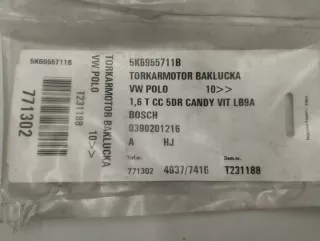 5K6955711B
TORKARMOTOR BAKLUCKA
VW POLO 10>>
1,6 T CC 5DR CANDY VIT LB9A
BOSCH
0390201216
A HJ
771302 4037/7416 T231188
5K6955711B
771302
T231188
TORKARMOTOR BAKLUCKA
VW POLO 10>>